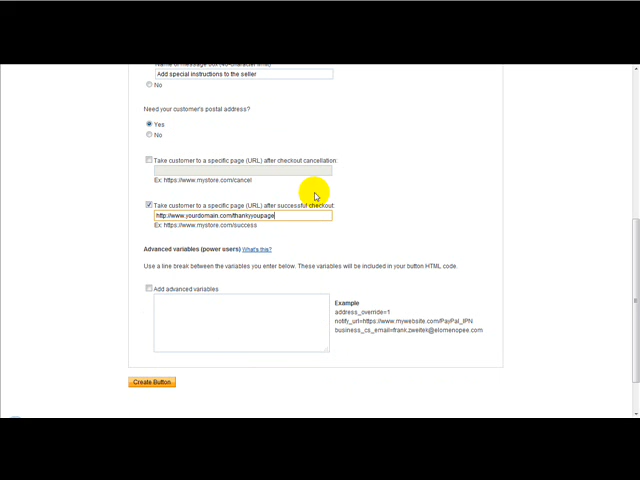 Add special instructions to the seller
No
Need your customer's postal address?
Yes
No
Take customer to a specific page (URL) after checkout cancellation:
Ex: https://www.mystore.com/cancel
Take customer to a specific page (URL) after successful checkout:
http://www.yourdomain.com/thankyyoupage
Ex: https://www.mystore.com/success
Advanced variables (power users) What's this?
Use a line break between the variables you enter below. These variables will be included in your button HTML code.
Add advanced variables
Example
address_override=1
notify_url=https://www.mywebsite.com/PayPal_IPN
business_cs_email=frank.zweitek@elomenopee.com
Create Button